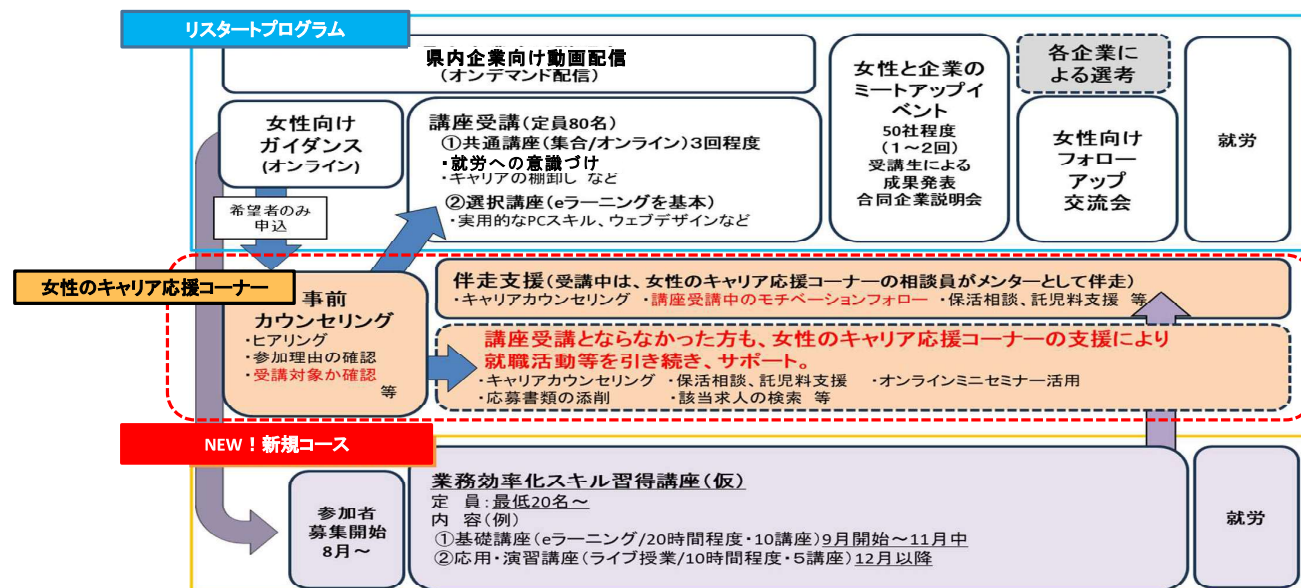 リスタートプログラム
県内企業向け動画配信
(オンデマンド配信)
女性向け
ガイダンス
(オンライン)
希望者のみ
申込
講座受講(定員80名)
①共通講座(集合/オンライン)3回程度
・就労への意識づけ
・キャリアの棚卸し など
②選択講座(eラーニングを基本)
・実用的なPCスキル、ウェブデザインなど
女性と企業の
ミートアップイ
ベント
50社程度
(1～2回)
受講生による
成果発表
合同企業説明会
各企業に
よる選考
女性向け
フォロー
アップ
交流会
就労
女性のキャリア応援コーナー
事前
カウンセリング
・ヒアリング
・参加理由の確認
・受講対象か確認
等
伴走支援(受講中は、女性のキャリア応援コーナーの相談員がメンターとして伴走)
・キャリアカウンセリング ・講座受講中のモチベーションフォロー ・保活相談、託児料支援 等
講座受講とならなかった方も、女性のキャリア応援コーナーの支援により
就職活動等を引き続き、サポート。
・キャリアカウンセリング ・保活相談、託児料支援 ・オンラインミニセミナー活用
・応募書類の添削 ・該当求人の検索 等
NEW！新規コース
参加者
募集開始
8月～
業務効率化スキル習得講座(仮)
定 員：最低20名～
内 容(例)
①基礎講座(eラーニング/20時間程度・10講座)9月開始～11月中
②応用・演習講座(ライブ授業/10時間程度・5講座)12月以降
就労